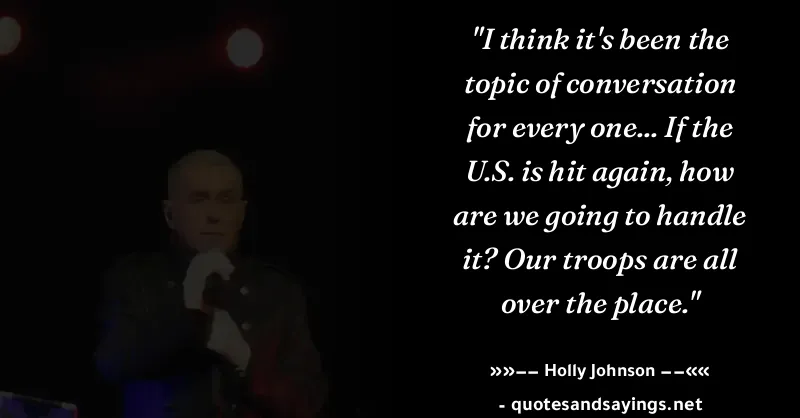 "I think it's been the
topic of conversation
for every one... If the
U.S. is hit again, how
are we going to handle
it? Our troops are all
over the place."
»»–– Holly Johnson ––««
- quotesandsayings.net